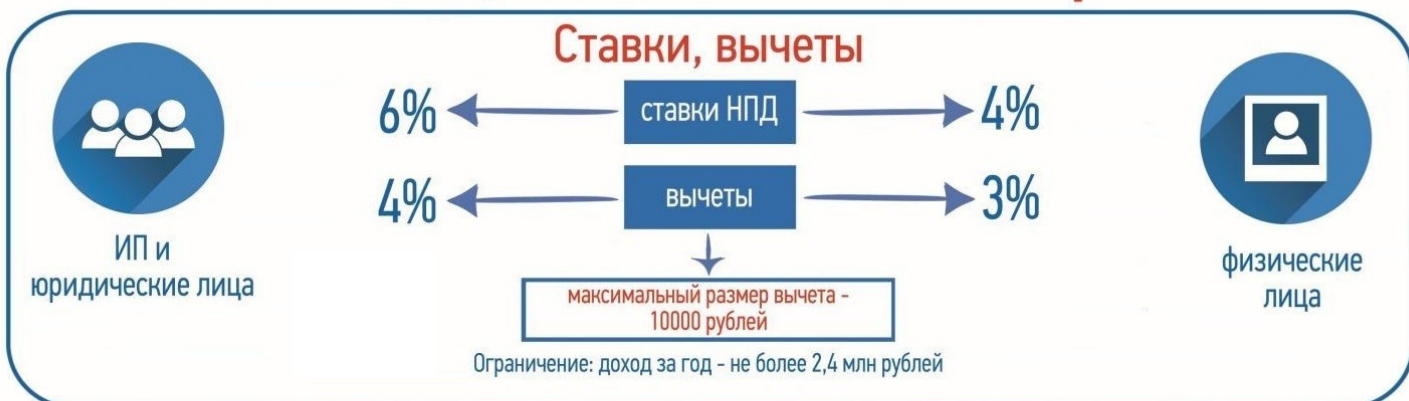 Ставки, вычеты
6%
ставки НПД
4%
4%
вычеты
3%
ИП и
юридические лица
физические
лица
максимальный размер вычета -
10000 рублей
Ограничение: доход за год - не более 2,4 млн рублей